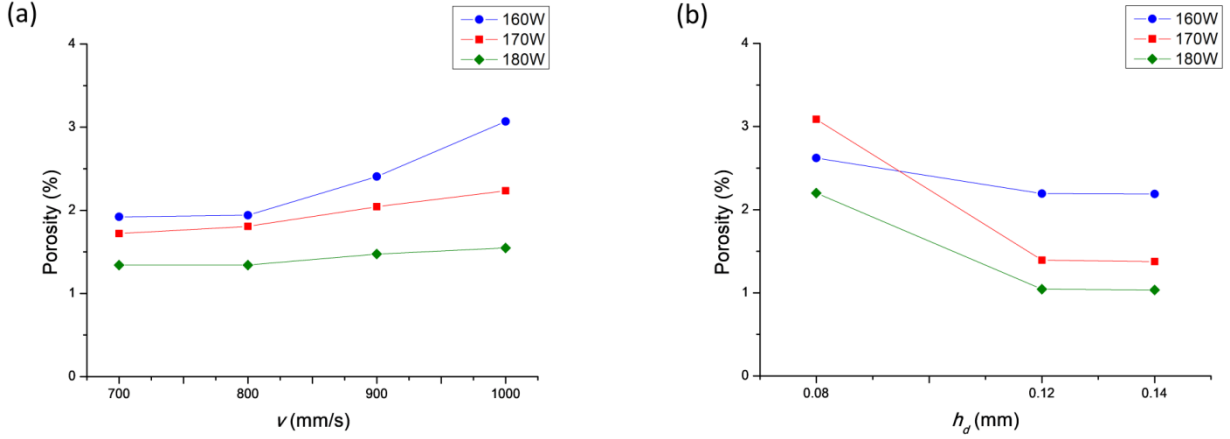 (a)
160W
170W
180W
4
3
2
1
0
Porosity (%)
700 800 900 1000
v (mm/s)
(b)
160W
170W
180W
4
3
2
1
0
Porosity (%)
0.08 0.12 0.14
h_d (mm)